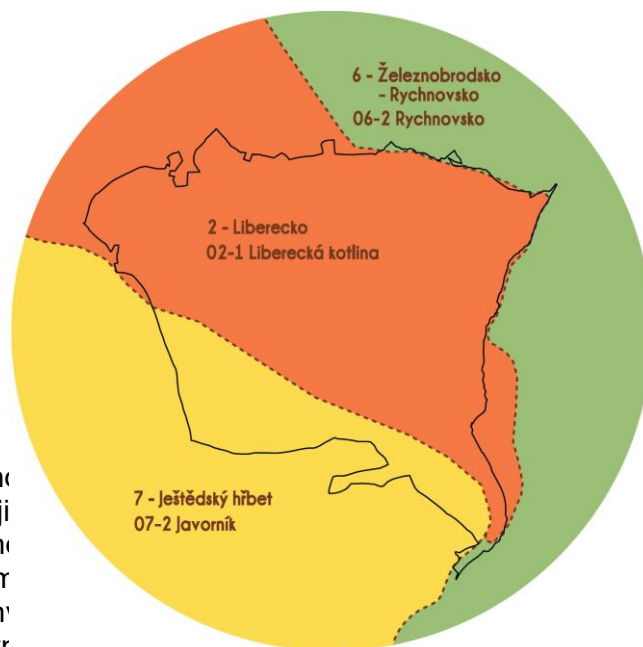 6 - Železnobrodsko
- Rychnovsko
06-2 Rychnovsko
2 - Liberecko
02-1 Liberecká kotlina
7 - Ještědský hřbet
07-2 Javorník